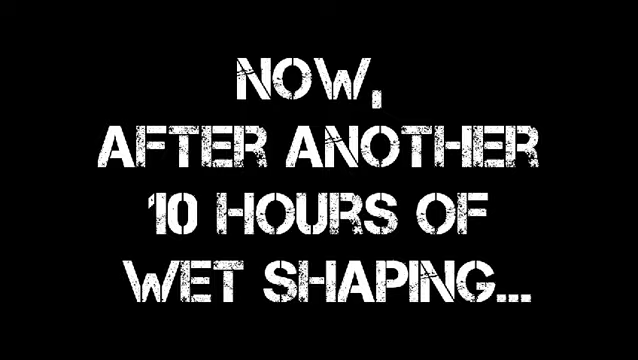 NOW,
AFTER ANOTHER
10 HOURS OF
WET SHAPING...